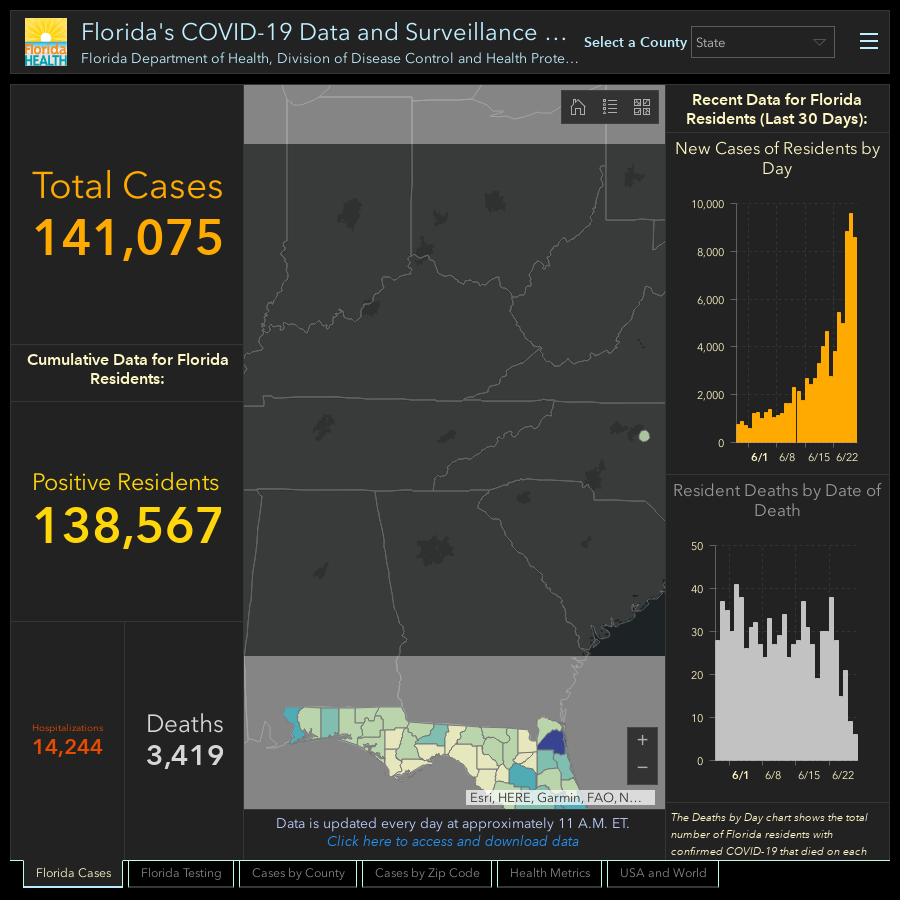 Florida
HEALTH
Florida's COVID-19 Data and Surveillance ...
Florida Department of Health, Division of Disease Control and Health Prote...
Select a County
State
Total Cases
141,075
Cumulative Data for Florida
Residents:
Positive Residents
138,567
Hospitalizations
14,244
Deaths
3,419
+
−
Esri, HERE, Garmin, FAO, N...
Data is updated every day at approximately 11 A.M. ET.
Click here to access and download data
Recent Data for Florida
Residents (Last 30 Days):
New Cases of Residents by
Day
10,000
8,000
6,000
4,000
2,000
0
6/1 6/8 6/15 6/22
Resident Deaths by Date of
Death
50
40
30
20
10
0
6/1 6/8 6/15 6/22
The Deaths by Day chart shows the total
number of Florida residents with
confirmed COVID-19 that died on each
Florida Cases
Florida Testing
Cases by County
Cases by Zip Code
Health Metrics
USA and World